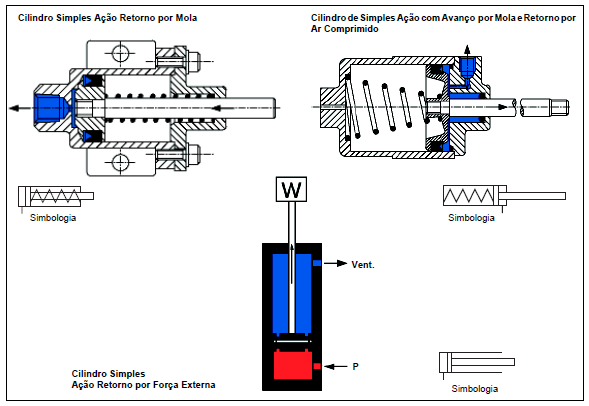 Cilindro Simples Ação Retorno por Mola
Cilindro de Simples Ação com Avanço por Mola e Retorno por
Ar Comprimido
Simbologia
Simbologia
W
Vent.
P
Cilindro Simples
Ação Retorno por Força Externa
Simbologia